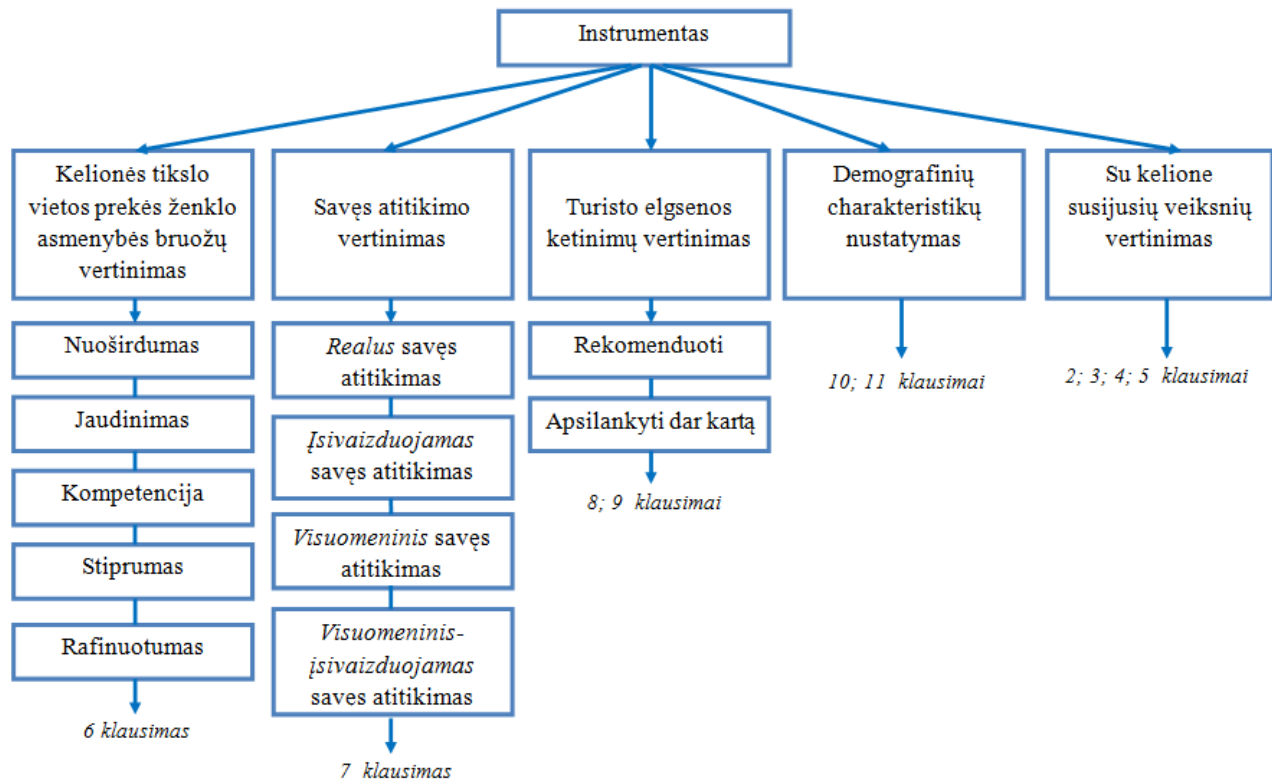 Instrumentas
Kelionės tikslo
vietos prekės ženklo
asmenybės bruožų
vertinimas
Nuoširdumas
Jaudinimas
Kompetencija
Stiprumas
Rafinuotumas
6 klausimas
Savęs atitikimo
vertinimas
Realus savęs
atitikimas
Įsivaizduojamas
savęs atitikimas
Visuomeninis savęs
atitikimas
Visuomeninis-
įsivaizduojamas
savęs atitikimas
7 klausimas
Turisto elgsenos
ketinimų vertinimas
Rekomenduoti
Apsilankyti dar kartą
8; 9 klausimai
Demografinių
charakteristikų
nustatymas
10; 11 klausimai
Su kelione
susijusių veiksnių
vertinimas
2; 3; 4; 5 klausimai